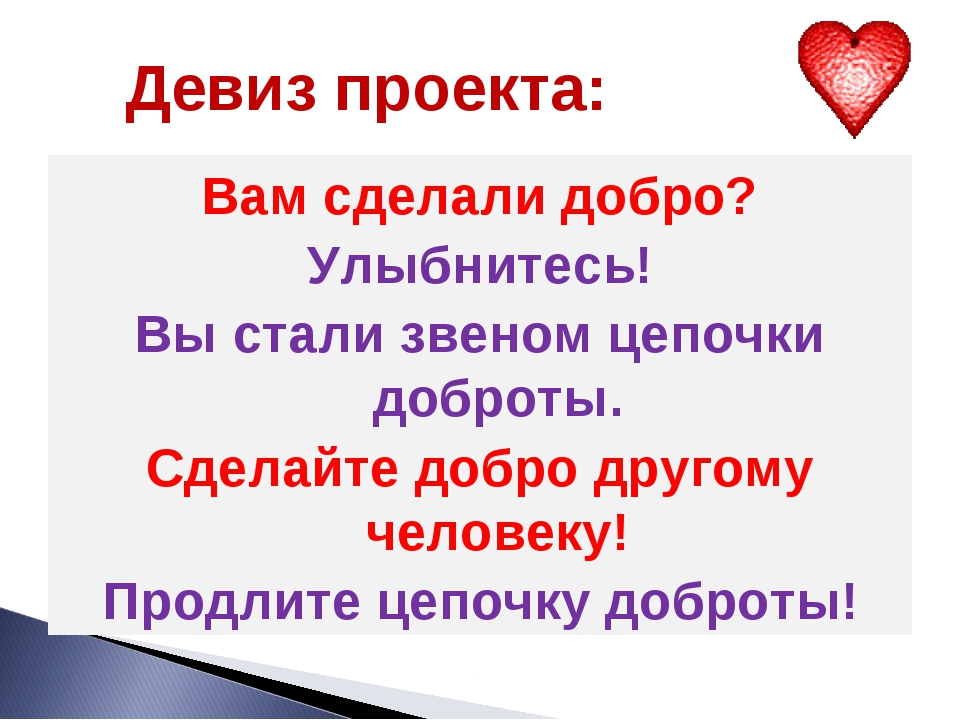 Девиз проекта:
Вам сделали добро?
Улыбнитесь!
Вы стали звеном цепочки
доброты.
Сделайте добро другому
человеку!
Продлите цепочку доброты!